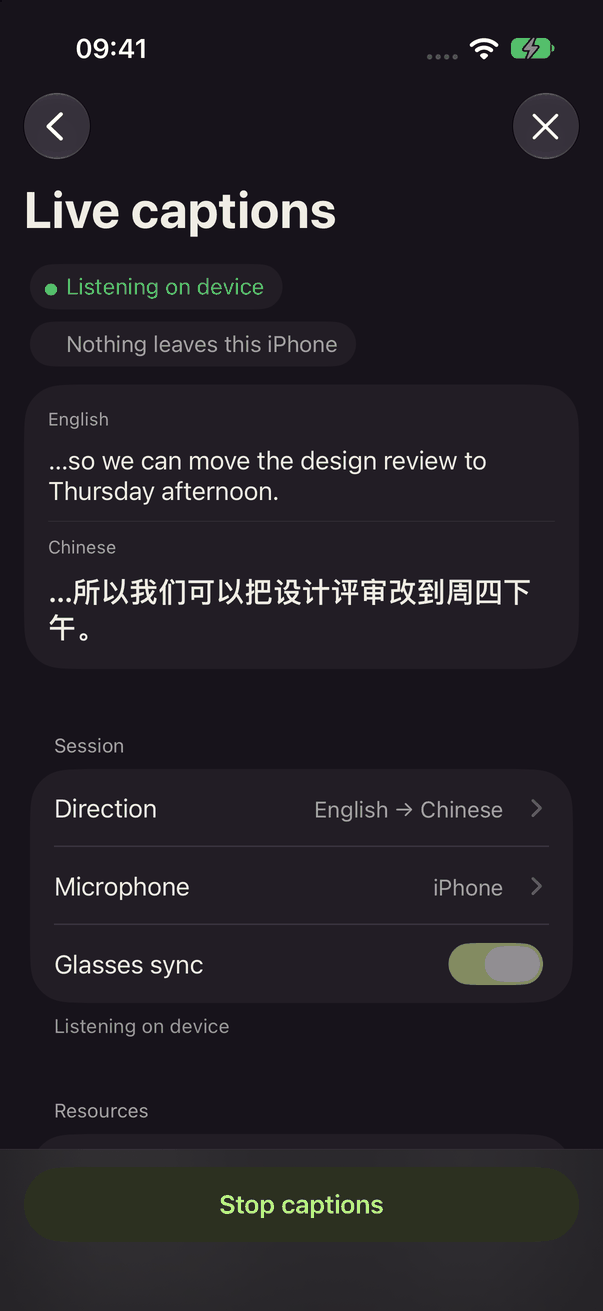 09:41
Live captions
Listening on device
Nothing leaves this iPhone
English
...so we can move the design review to
Thursday afternoon.
Chinese
...所以我们可以把设计评审改到周四下
午。
Session
Direction English → Chinese
Microphone iPhone
Glasses sync
Listening on device
Resources
Stop captions